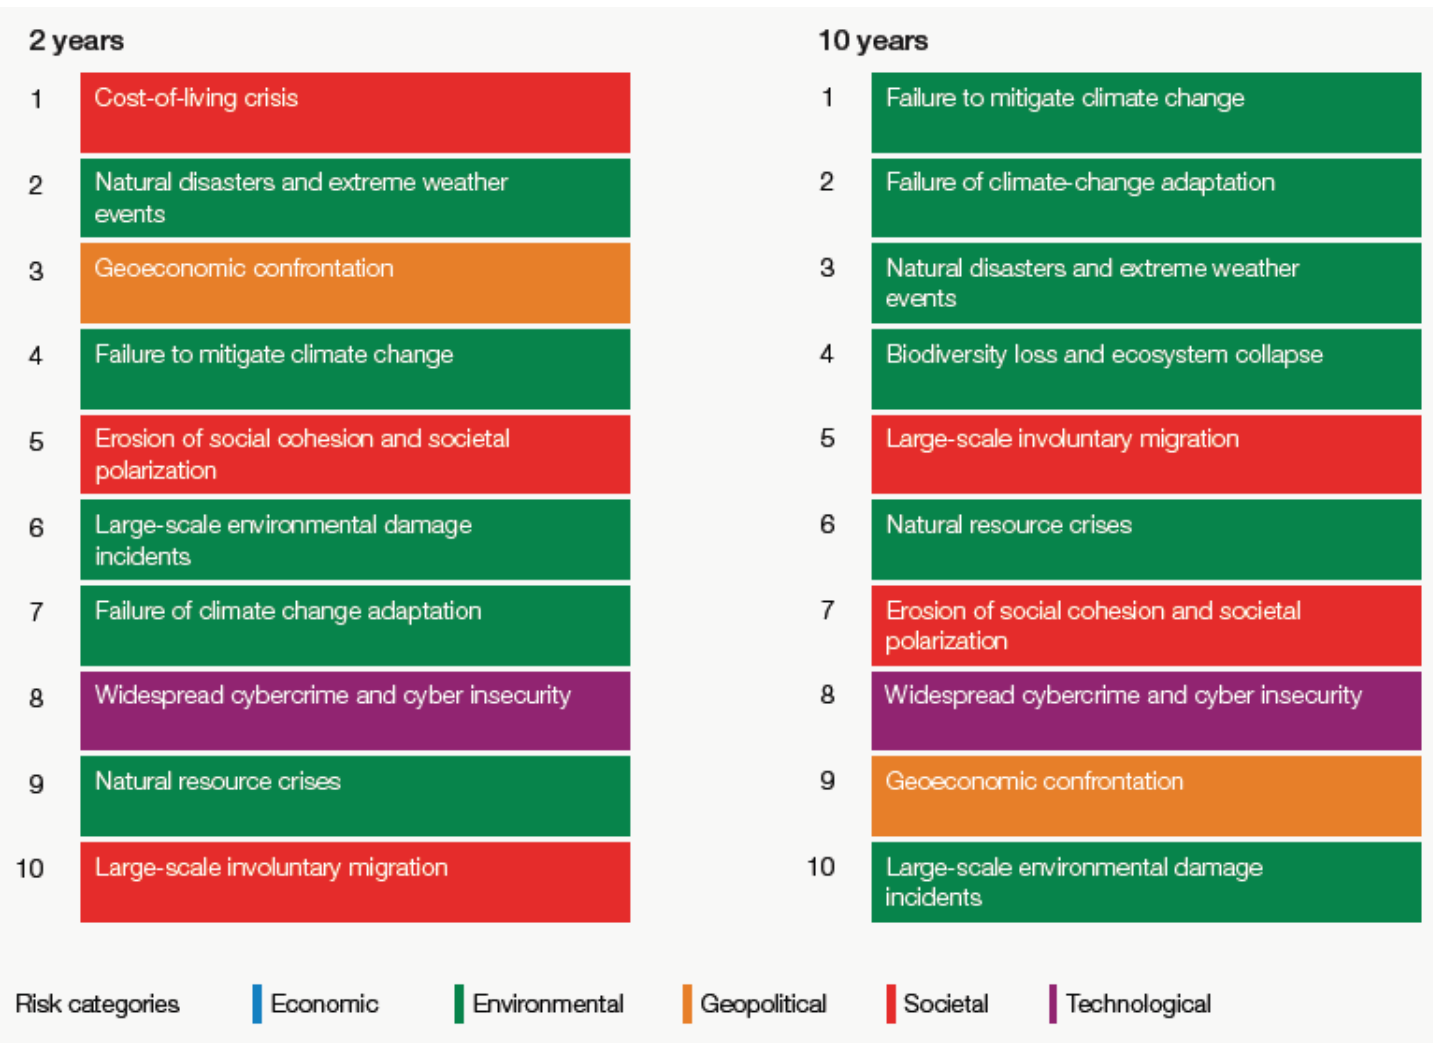 2 years
1
Cost-of-living crisis
2
Natural disasters and extreme weather
events
3
Geoeconomic confrontation
4
Failure to mitigate climate change
5
Erosion of social cohesion and societal
polarization
6
Large-scale environmental damage
incidents
7
Failure of climate change adaptation
8
Widespread cybercrime and cyber insecurity
9
Natural resource crises
10
Large-scale involuntary migration
10 years
1
Failure to mitigate climate change
2
Failure of climate-change adaptation
3
Natural disasters and extreme weather
events
4
Biodiversity loss and ecosystem collapse
5
Large-scale involuntary migration
6
Natural resource crises
7
Erosion of social cohesion and societal
polarization
8
Widespread cybercrime and cyber insecurity
9
Geoeconomic confrontation
10
Large-scale environmental damage
incidents
Risk categories Economic Environmental Geopolitical Societal Technological